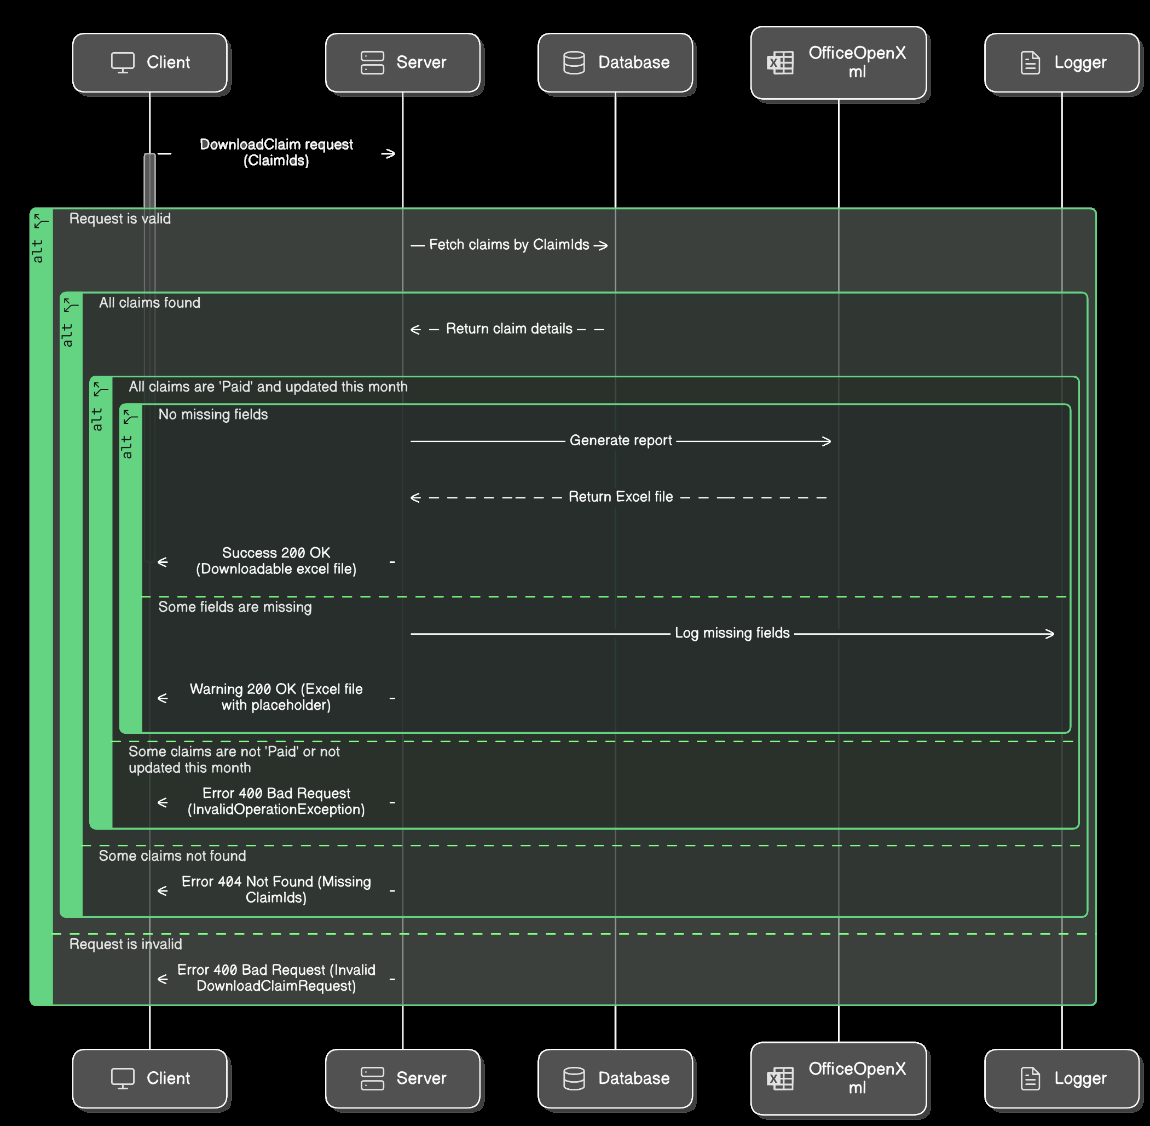 Client
Server
Database
OfficeOpenX
ml
Logger
DownloadClaim request
(ClaimIds)
alt
Request is valid
Fetch claims by ClaimIds
alt
All claims found
Return claim details
alt
All claims are 'Paid' and updated this month
alt
No missing fields
Generate report
Return Excel file
Success 200 OK
(Downloadable excel file)
Some fields are missing
Log missing fields
Warning 200 OK (Excel file
with placeholder)
Some claims are not 'Paid' or not
updated this month
Error 400 Bad Request
(InvalidOperationException)
Some claims not found
Error 404 Not Found (Missing
ClaimIds)
Request is invalid
Error 400 Bad Request (Invalid
DownloadClaimRequest)
Client
Server
Database
OfficeOpenX
ml
Logger